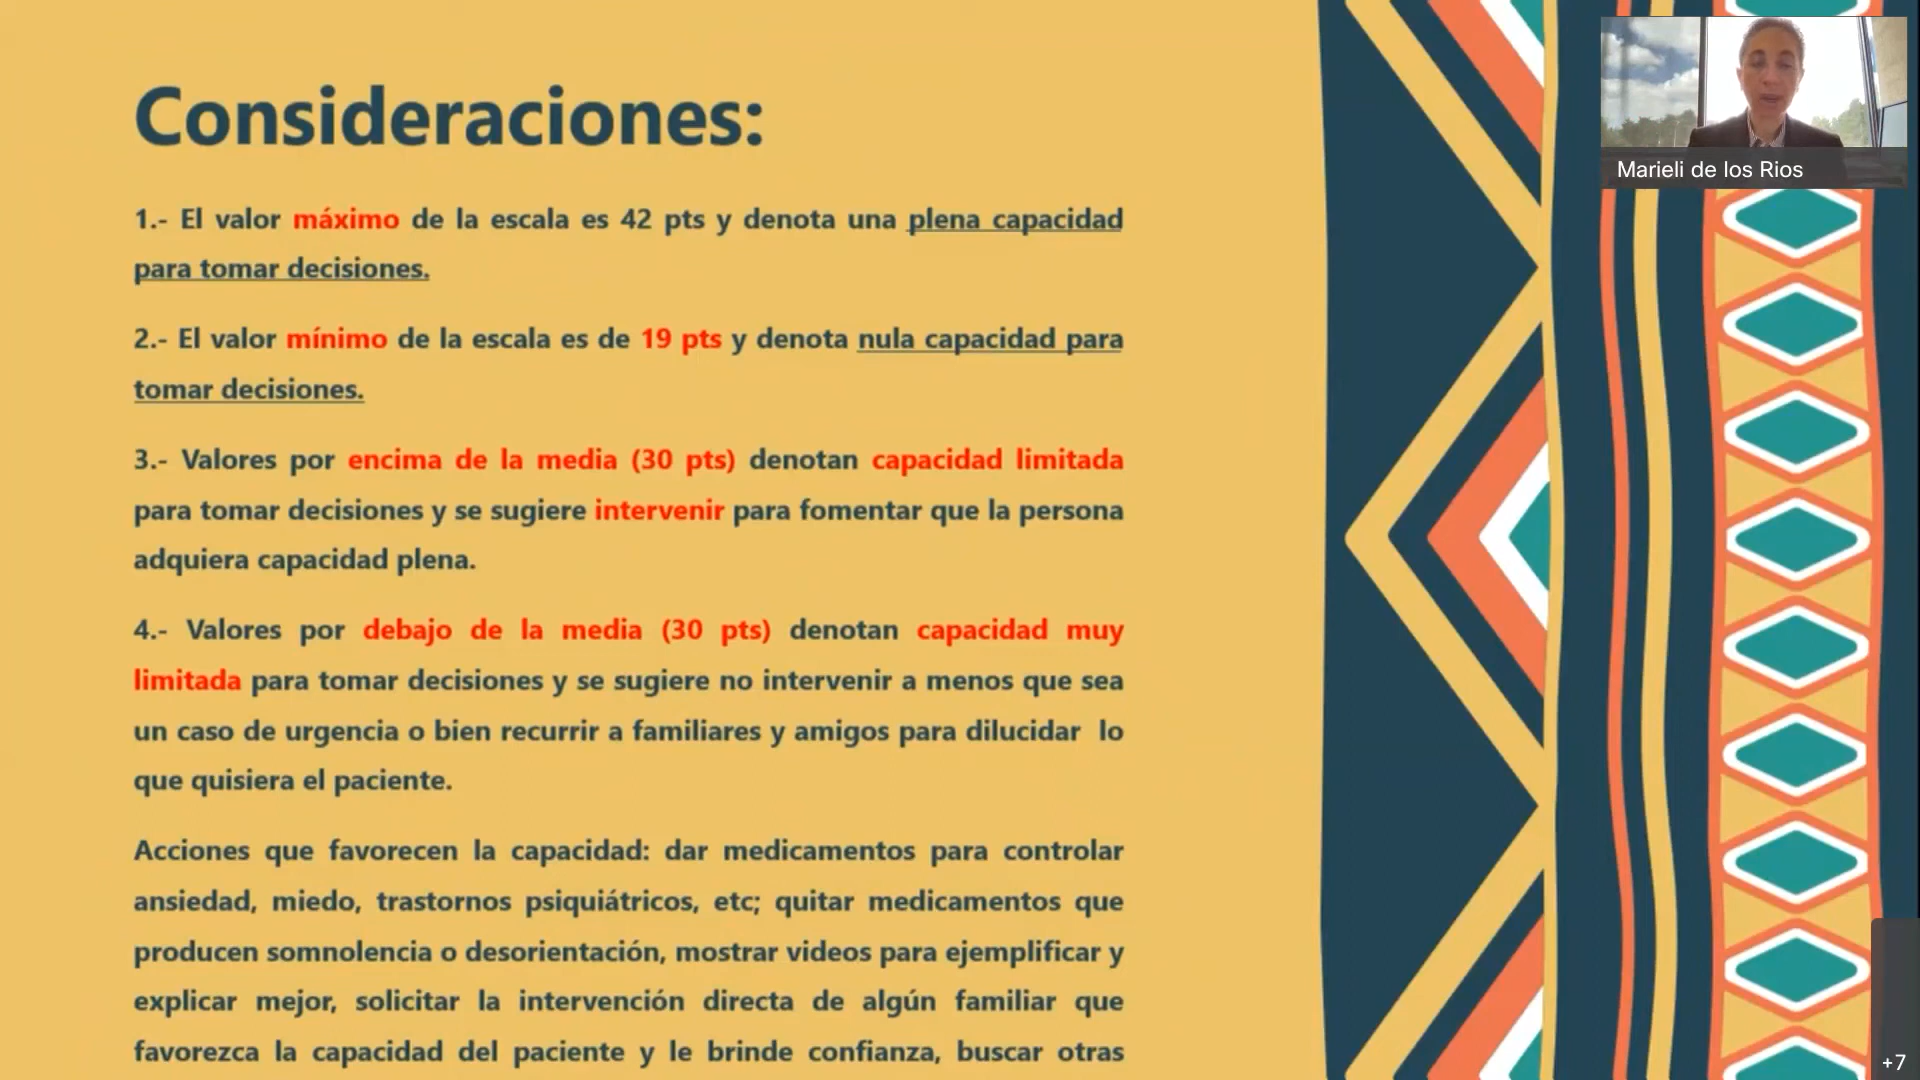 Consideraciones:
1.- El valor máximo de la escala es 42 pts y denota una plena capacidad
para tomar decisiones.
2.- El valor mínimo de la escala es de 19 pts y denota nula capacidad para
tomar decisiones.
3.- Valores por encima de la media (30 pts) denotan capacidad limitada
para tomar decisiones y se sugiere intervenir para fomentar que la persona
adquiera capacidad plena.
4.- Valores por debajo de la media (30 pts) denotan capacidad muy
limitada para tomar decisiones y se sugiere no intervenir a menos que sea
un caso de urgencia o bien recurrir a familiares y amigos para dilucidar lo
que quisiera el paciente.
Acciones que favorecen la capacidad: dar medicamentos para controlar
ansiedad, miedo, trastornos psiquiátricos, etc; quitar medicamentos que
producen somnolencia o desorientación, mostrar videos para ejemplificar y
explicar mejor, solicitar la intervención directa de algún familiar que
favorezca la capacidad del paciente y le brinde confianza, buscar otras
Marieli de los Rios
+7